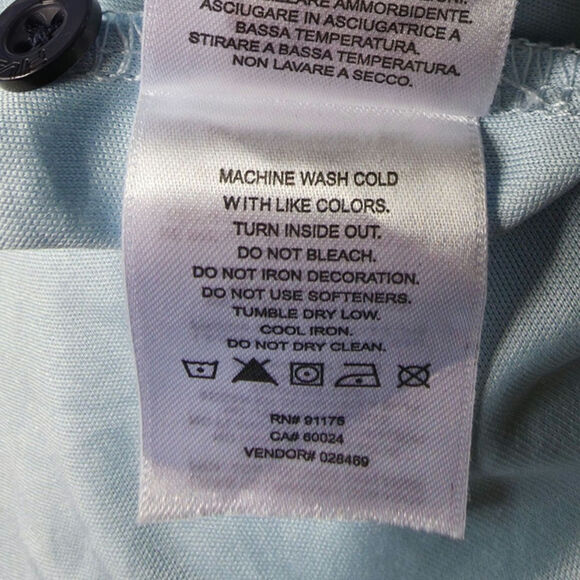 AMMORBIDENTE.
ASCIUGARE IN ASCIUGATRICE A
BASSA TEMPERATURA.
STIRARE A BASSA TEMPERATURA.
NON LAVARE A SECCO.
MACHINE WASH COLD
WITH LIKE COLORS.
TURN INSIDE OUT.
DO NOT BLEACH.
DO NOT IRON DECORATION.
DO NOT USE SOFTENERS.
TUMBLE DRY LOW.
COOL IRON.
DO NOT DRY CLEAN.
RN# 91175
CA# 60024
VENDOR# 028469